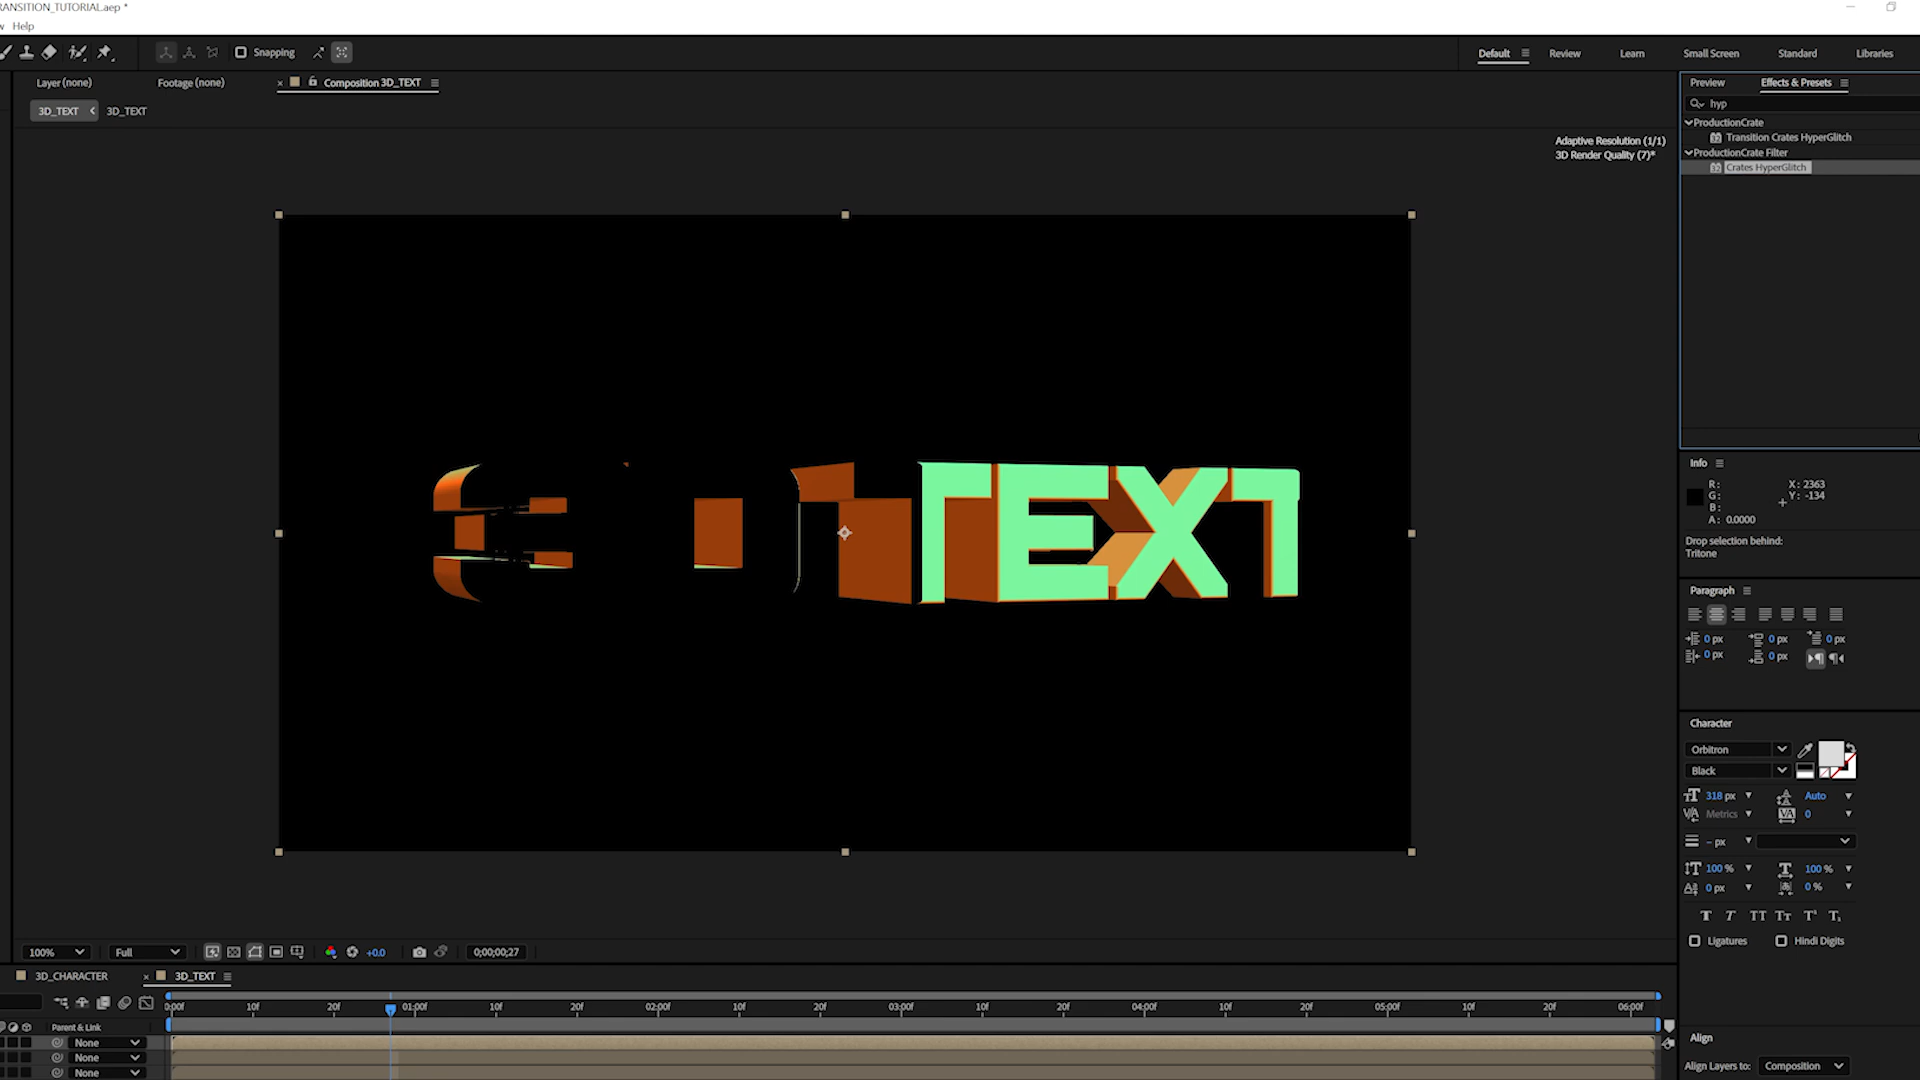 RANSITION_TUTORIAL.aep *
w Help
Snapping
Default Review Learn Small Screen Standard Libraries
Layer (none) Footage (none) × Composition 3D_TEXT
3D_TEXT < 3D_TEXT
Preview Effects & Presets
hyp
ProductionCrate
Transition Crates HyperGlitch
ProductionCrate Filter
Crates HyperGlitch
Adaptive Resolution (1/1)
3D Render Quality (7)*
TEXT
Info
R: X: 2363
G: Y: -134
B:
A: 0.0000
Drop selection behind:
Tritone
Paragraph
0 px 0 px 0 px
0 px 0 px
Character
Orbitron
Black
318 px Auto
Metrics 0
- px
100 % 100 %
0 px 0 %
T T TT Tr T' T,
Ligatures Hindi Digits
100% Full +0.0 0;00;00;27
3D_CHARACTER × 3D_TEXT
0:00f 10f 20f 01:00f 10f 20f 02:00f 10f 20f 03:00f 10f 20f 04:00f 10f 20f 05:00f 10f 20f 06:00f
Parent & Link
None
None
None
Align
Align Layers to: Composition